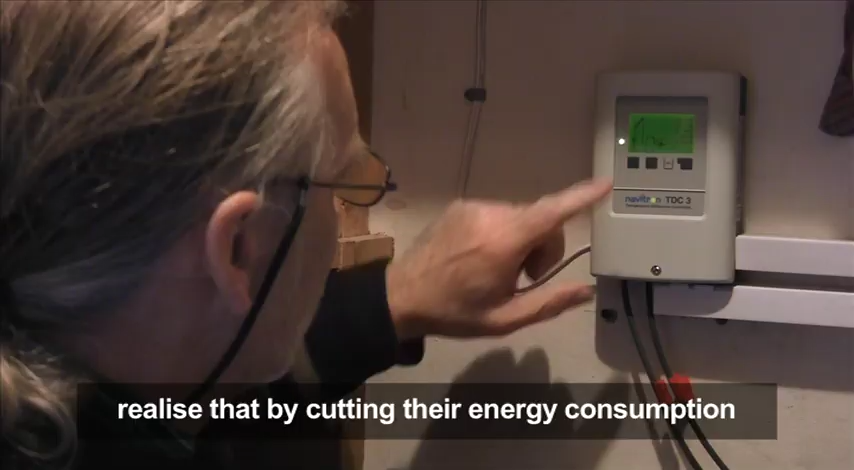 navitron TDC 3
realise that by cutting their energy consumption